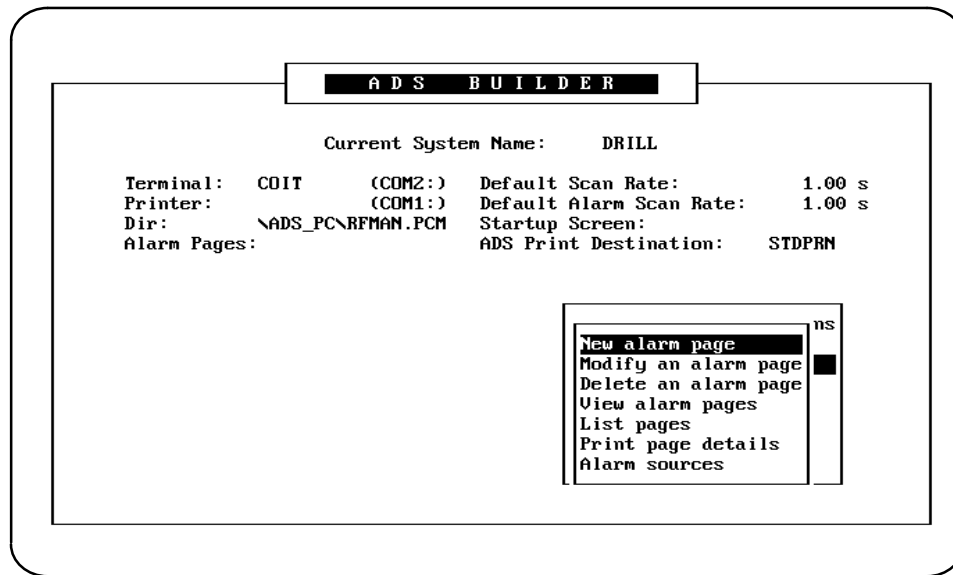 ADS BUILDER
Current System Name: DRILL
Terminal: COIT (COM2:) Default Scan Rate: 1.00 s
Printer: (COM1:) Default Alarm Scan Rate: 1.00 s
Dir: \ADS_PC\RFMAN.PCM Startup Screen:
Alarm Pages: ADS Print Destination: STDPRN
ns
New alarm page
Modify an alarm page
Delete an alarm page
View alarm pages
List pages
Print page details
Alarm sources